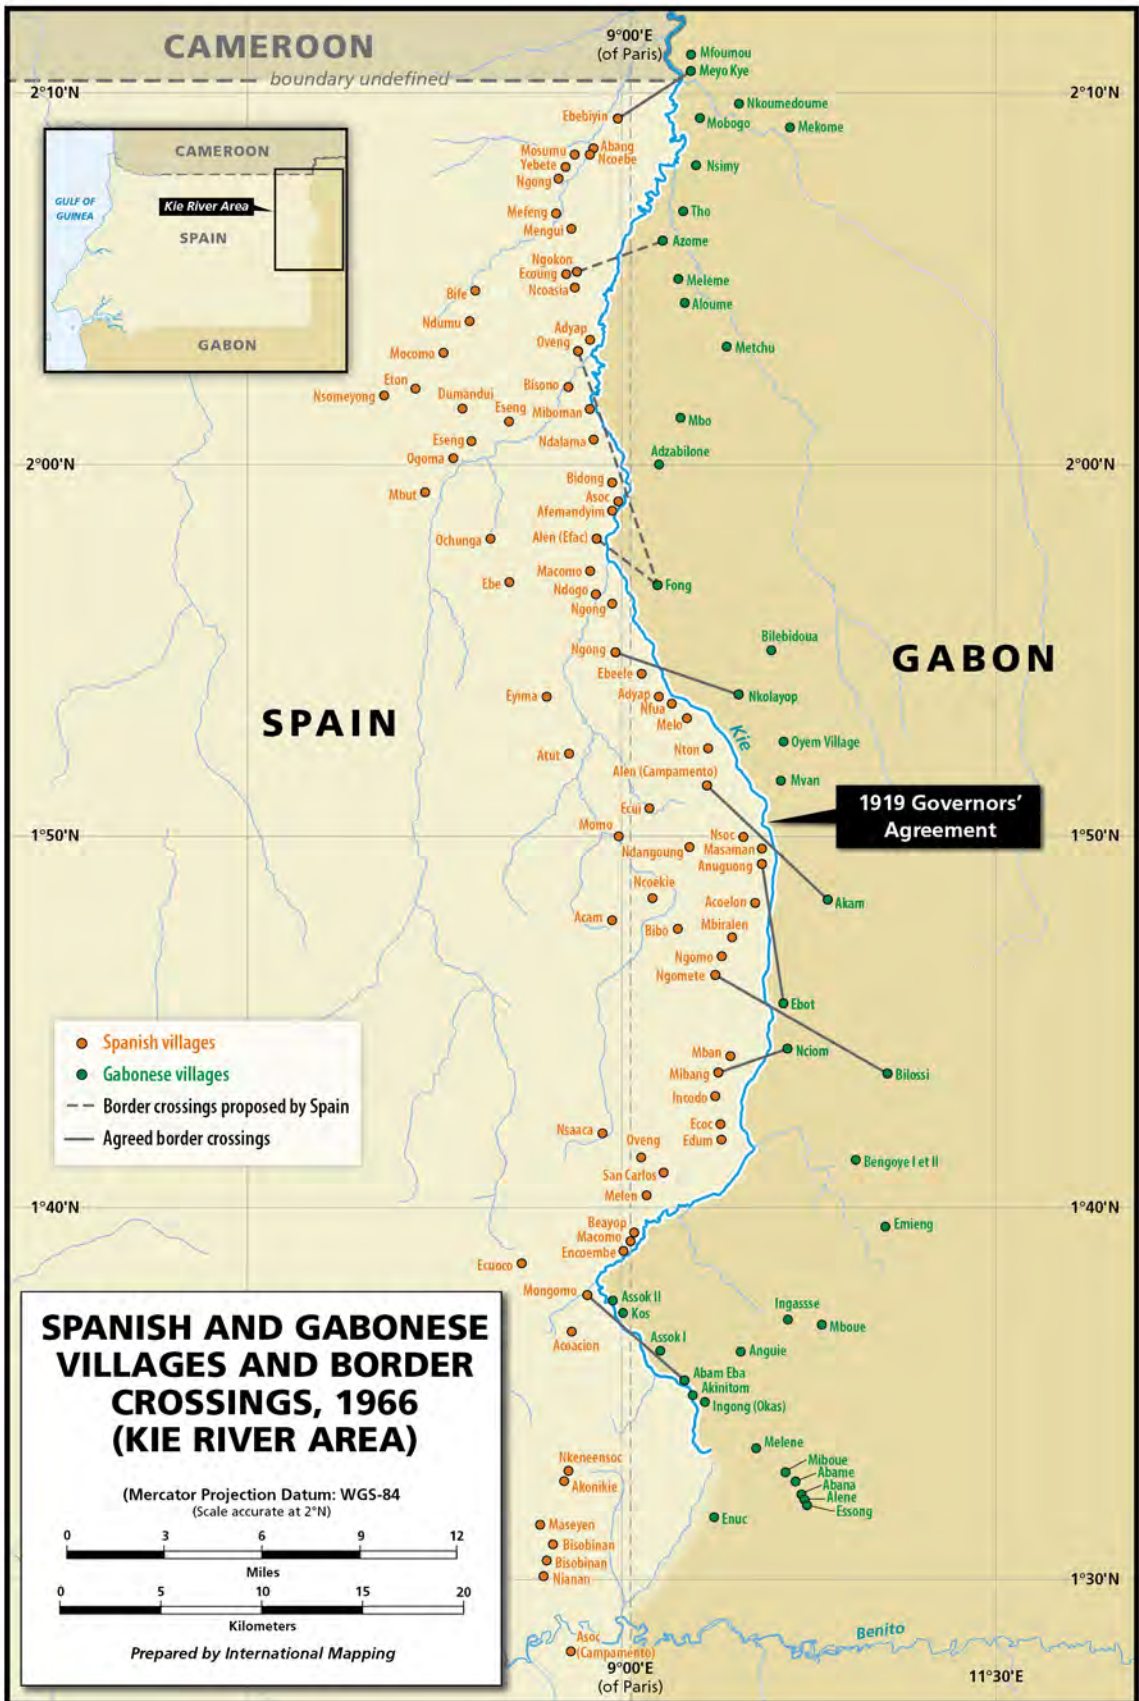 CAMEROON
boundary undefined
9°00'E
(of Paris)
Mfoumou
Meyo Kye
2°10'N
2°10'N
Nkoumedoume
Ebebiyin
Mobogo
Mekome
CAMEROON
GULF OF
GUINEA
Kie River Area
SPAIN
GABON
Abang
Mosumu
Ncoebe
Yebete
Ngong
Nsimy
Mefeng
Tho
Mengui
Azome
Ngokon
Ecoung
Ncoasia
Meleme
Bife
Aloume
Ndumu
Adyap
Oveng
Metchu
Mocomo
Eton
Bisono
Nsomeyong
Dumandui
Eseng
Miboman
Mbo
Eseng
Ndalama
Ogoma
Adzabilone
2°00'N
2°00'N
Bidong
Mbut
Asoc
Afemandyim
Ochunga
Alen (Efac)
Macomo
Ebe
Ndogo
Fong
Ngong
Bilebidoua
Ngong
GABON
Ebeele
Eyima
Adyap
Nkolayop
Nfua
Melo
SPAIN
Kie
Nton
Oyem Village
Atut
Alen (Campamento)
Mvan
Ecui
1919 Governors'
Agreement
Momo
1°50'N
1°50'N
Nsoc
Ndangoung
Masaman
Anuguong
Ncoekie
Acoelon
Akam
Acam
Bibo
Mbiralen
Ngomo
Ngomete
Ebot
Spanish villages
Gabonese villages
Border crossings proposed by Spain
Agreed border crossings
Mban
Nciom
Mibang
Bilossi
Incodo
Nsaaca
Ecoc
Oveng
Edum
San Carlos
Bengoye I et II
Melen
1°40'N
1°40'N
Beayop
Macomo
Emieng
Encoembe
Ecuoco
Mongomo
Assok II
Kos
Ingassse
Mboue
Acoacion
Assok I
Anguie
Abam Eba
Akinitom
Ingong (Okas)
SPANISH AND GABONESE
VILLAGES AND BORDER
CROSSINGS, 1966
(KIE RIVER AREA)
(Mercator Projection Datum: WGS-84
(Scale accurate at 2°N)
0 3 6 9 12
Miles
0 5 10 15 20
Kilometers
Prepared by International Mapping
Melene
Nkeneensoc
Miboue
Akonikie
Abame
Abana
Alene
Essong
Maseyen
Enuc
Bisobinan
Bisobinan
Nianan
1°30'N
Asoc
(Campamento)
Benito
9°00'E
(of Paris)
11°30'E